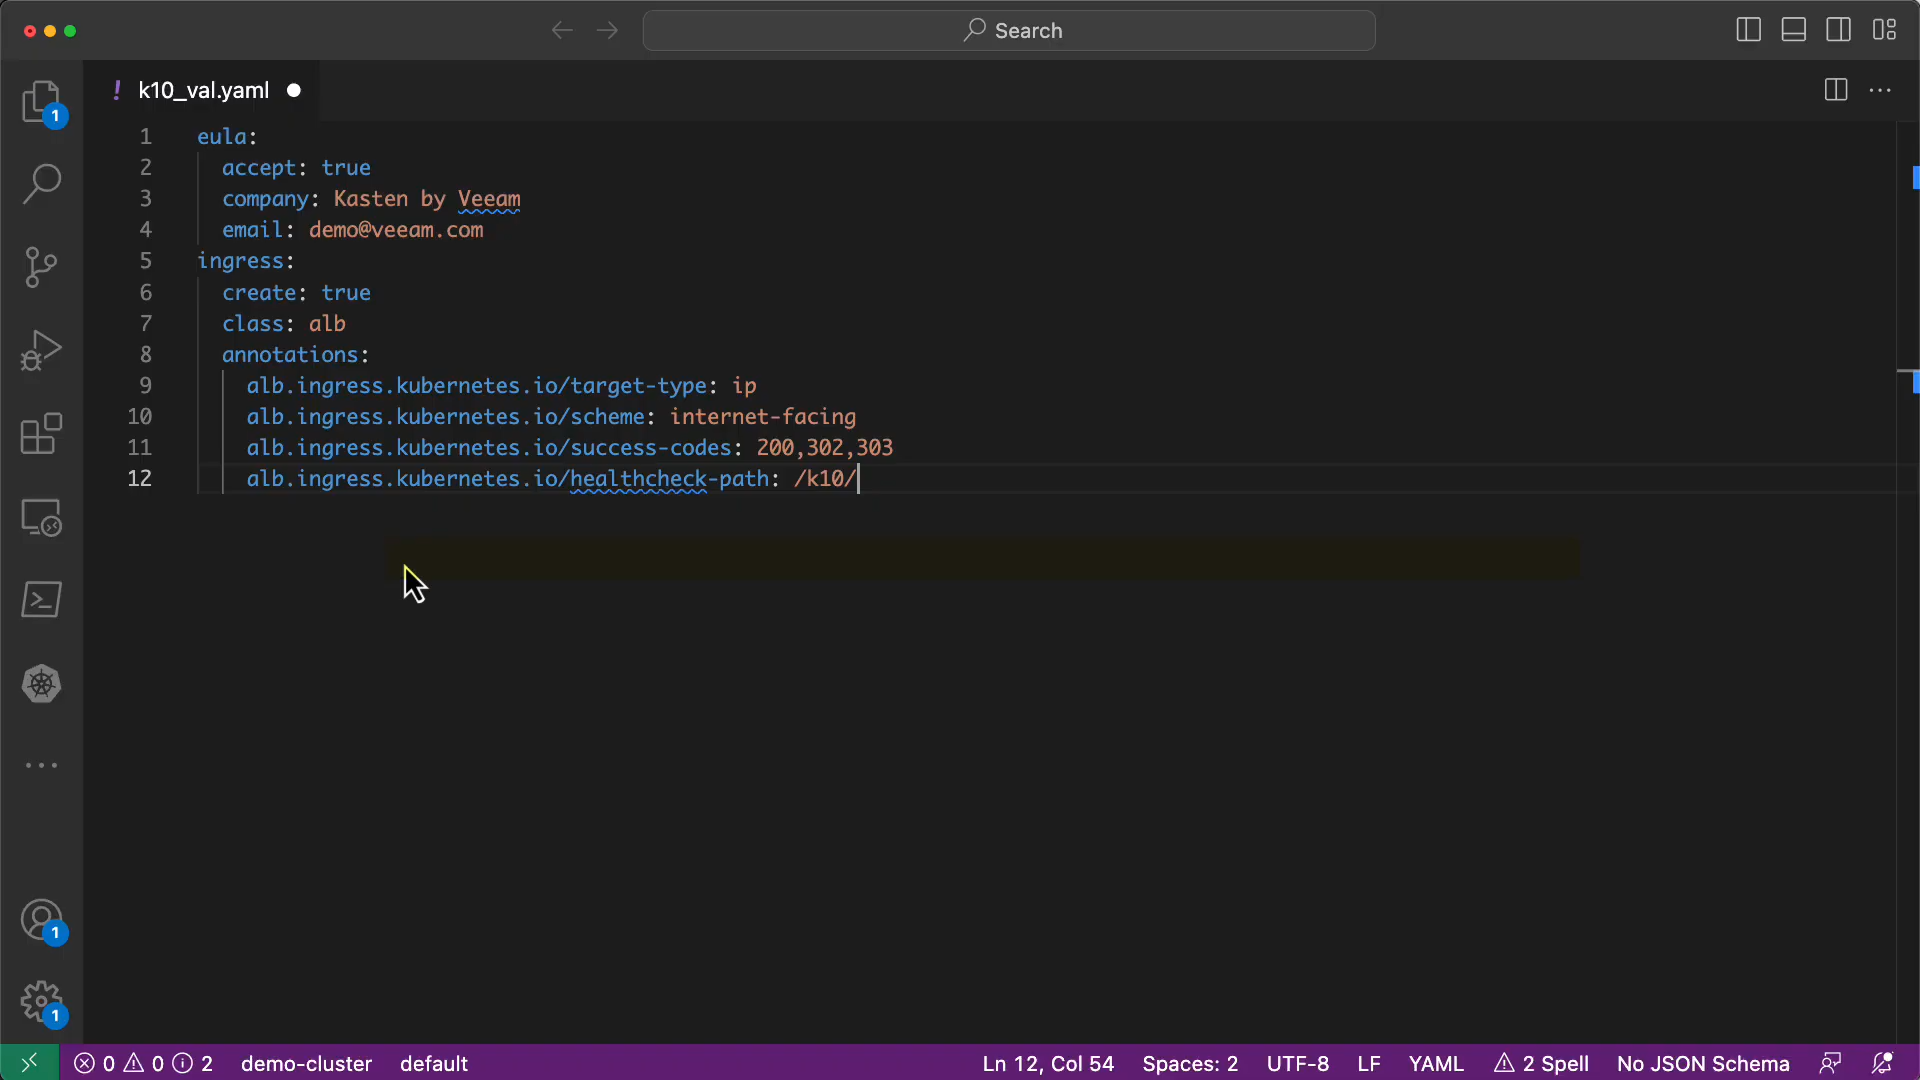 Search
! k10_val.yaml
1 eula:
2 accept: true
3 company: Kasten by Veeam
4 email: demo@veeam.com
5 ingress:
6 create: true
7 class: alb
8 annotations:
9 alb.ingress.kubernetes.io/target-type: ip
10 alb.ingress.kubernetes.io/scheme: internet-facing
11 alb.ingress.kubernetes.io/success-codes: 200,302,303
12 alb.ingress.kubernetes.io/healthcheck-path: /k10/
1
1
1
0 0 2 demo-cluster default Ln 12, Col 54 Spaces: 2 UTF-8 LF YAML 2 Spell No JSON Schema